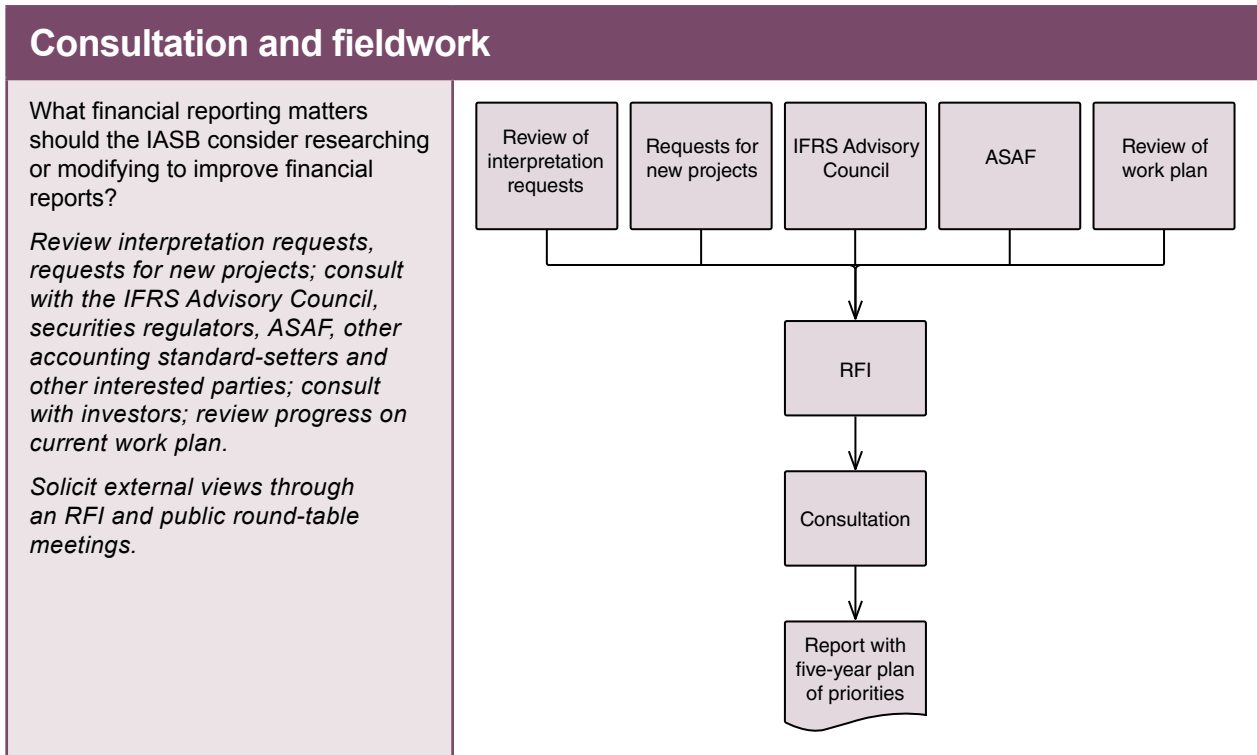 Consultation and fieldwork
What financial reporting matters
should the IASB consider researching
or modifying to improve financial
reports?
Review interpretation requests,
requests for new projects; consult
with the IFRS Advisory Council,
securities regulators, ASAF, other
accounting standard-setters and
other interested parties; consult
with investors; review progress on
current work plan.
Solicit external views through
an RFI and public round-table
meetings.
Review of
interpretation
requests
Requests for
new projects
IFRS Advisory
Council
ASAF
Review of
work plan
RFI
Consultation
Report with
five-year plan
of priorities